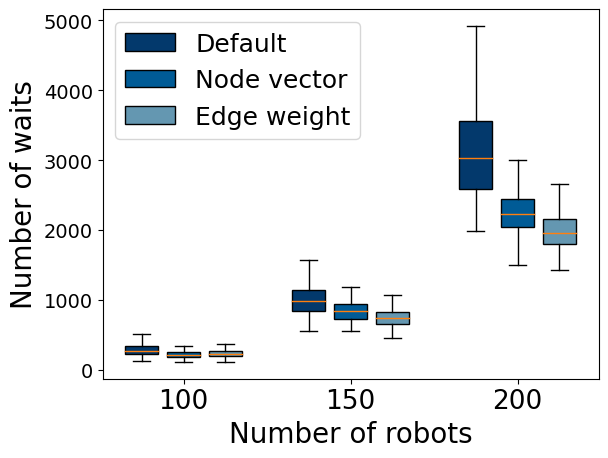 5000
4000
3000
2000
1000
0
Number of waits
Default
Node vector
Edge weight
100
150
200
Number of robots